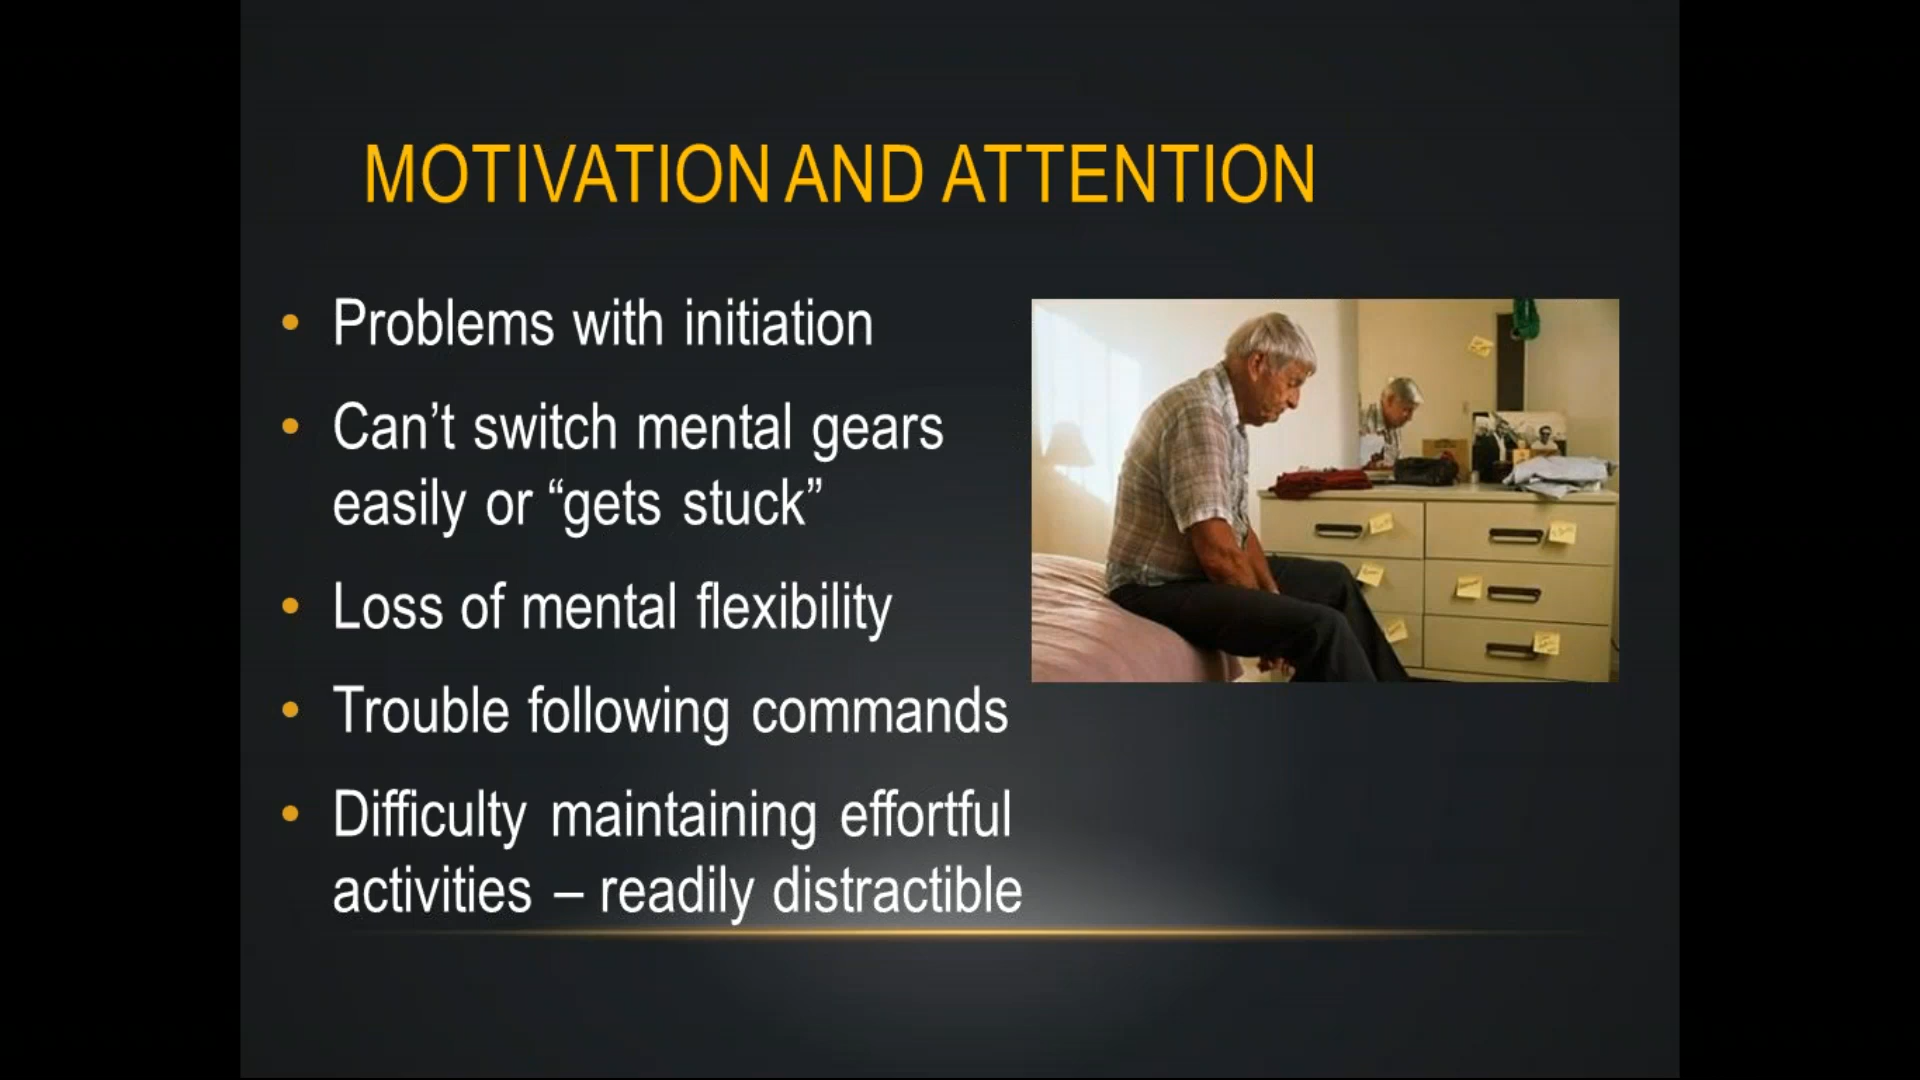 MOTIVATION AND ATTENTION
• Problems with initiation
• Can’t switch mental gears
easily or “gets stuck”
• Loss of mental flexibility
• Trouble following commands
• Difficulty maintaining effortful
activities – readily distractible